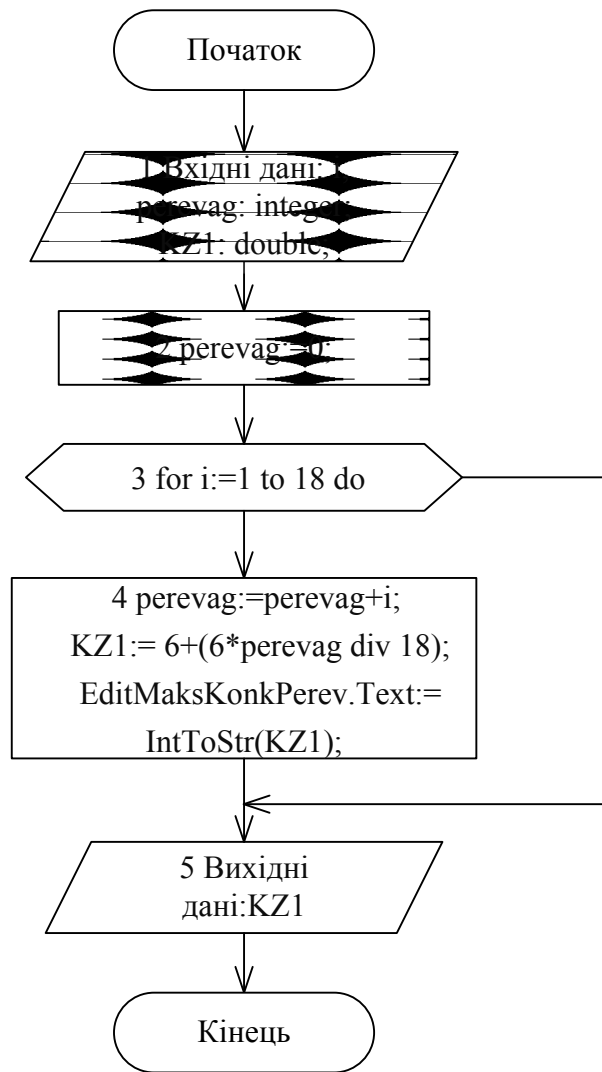 Початок
1 Вхідні дані:
perevag: integer;
KZ1: double;
2 perevag:=0;
3 for i:=1 to 18 do
4 perevag:=perevag+i;
KZ1:= 6+(6*perevag div 18);
EditMaksKonkPerev.Text:=
IntToStr(KZ1);
5 Вихідні
дані:KZ1
Кінець